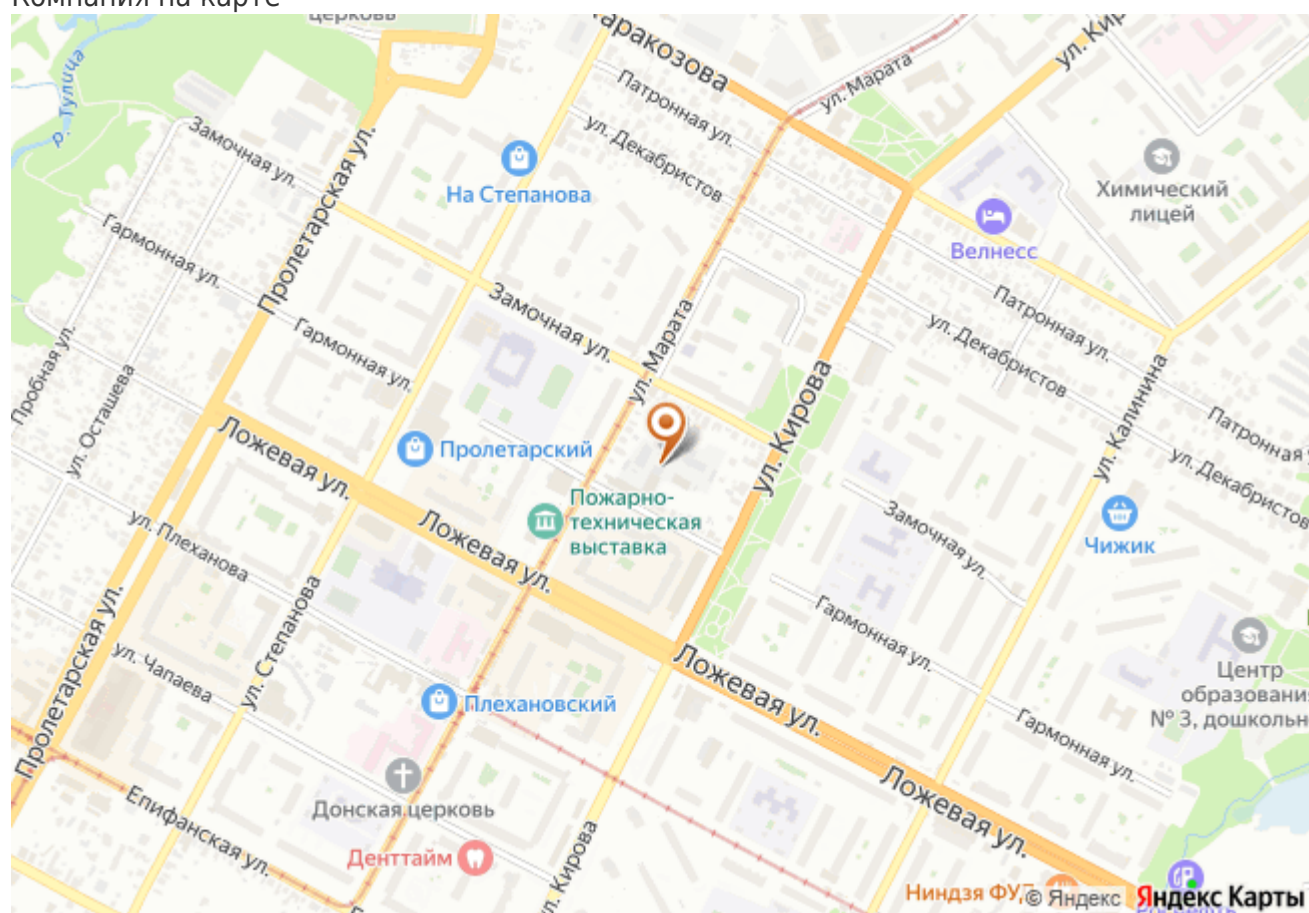 Компания на карте
церковь
аракозова
ул. Марата
ул. Кир
р. Тулица
Патронная ул.
ул. Декабристов
Замочная ул.
Пролетарская ул.
На Степанова
Химический
лицей
Велнесс
Гармонная ул.
Замочная ул.
Патронная ул.
ул. Декабристов
Гармонная ул.
ул. Марата
Пробная ул.
ул. Осташева
ул. Кирова
ул. Калинина
Патронная
ул. Декабристов
Ложевая ул.
Пролетарский
Пожарно-
техническая
выставка
Замочная ул.
Чижик
ул. Плеханова
Ложевая ул.
Гармонная ул.
Пролетарская ул.
ул. Степанова
ул. Чапаева
Ложевая ул.
Центр
образования
№ 3, дошкольн
Плехановский
Гармонная ул.
Донская церковь
Епифанская ул.
Денттайм
ул. Кирова
Ложевая ул.
Ниндзя ФУД
© Яндекс Яндекс Карты